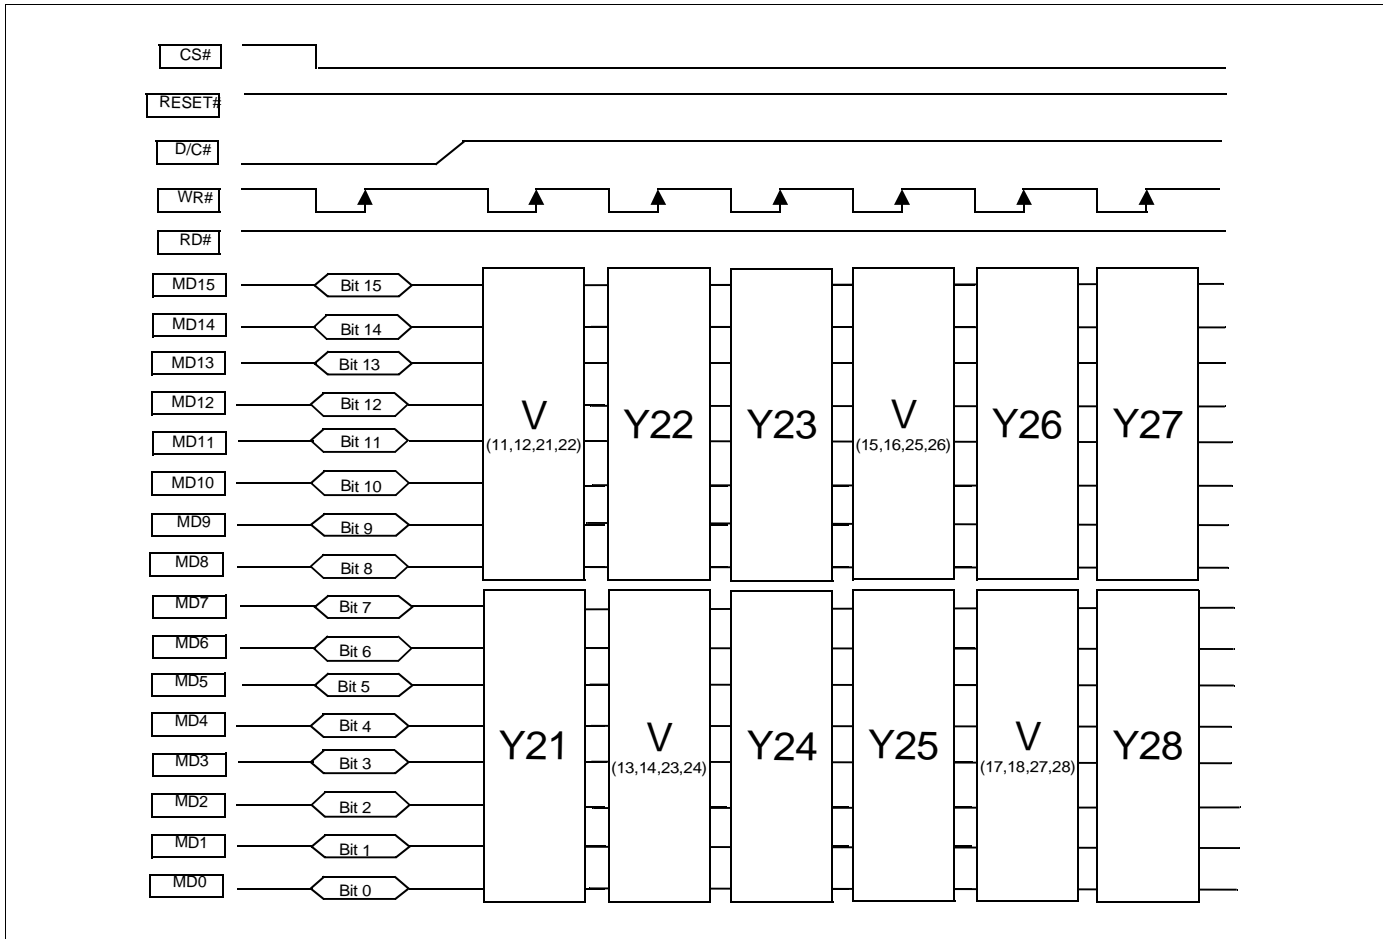 CS#
RESET#
D/C#
WR#
RD#
MD15 Bit 15
MD14 Bit 14
MD13 Bit 13
MD12 Bit 12
MD11 Bit 11
MD10 Bit 10
MD9 Bit 9
MD8 Bit 8
V Y22 Y23 V Y26 Y27
(11,12,21,22) (15,16,25,26)
MD7 Bit 7
MD6 Bit 6
MD5 Bit 5
MD4 Bit 4
MD3 Bit 3
MD2 Bit 2
MD1 Bit 1
MD0 Bit 0
Y21 V Y24 Y25 V Y28
(13,14,23,24) (17,18,27,28)